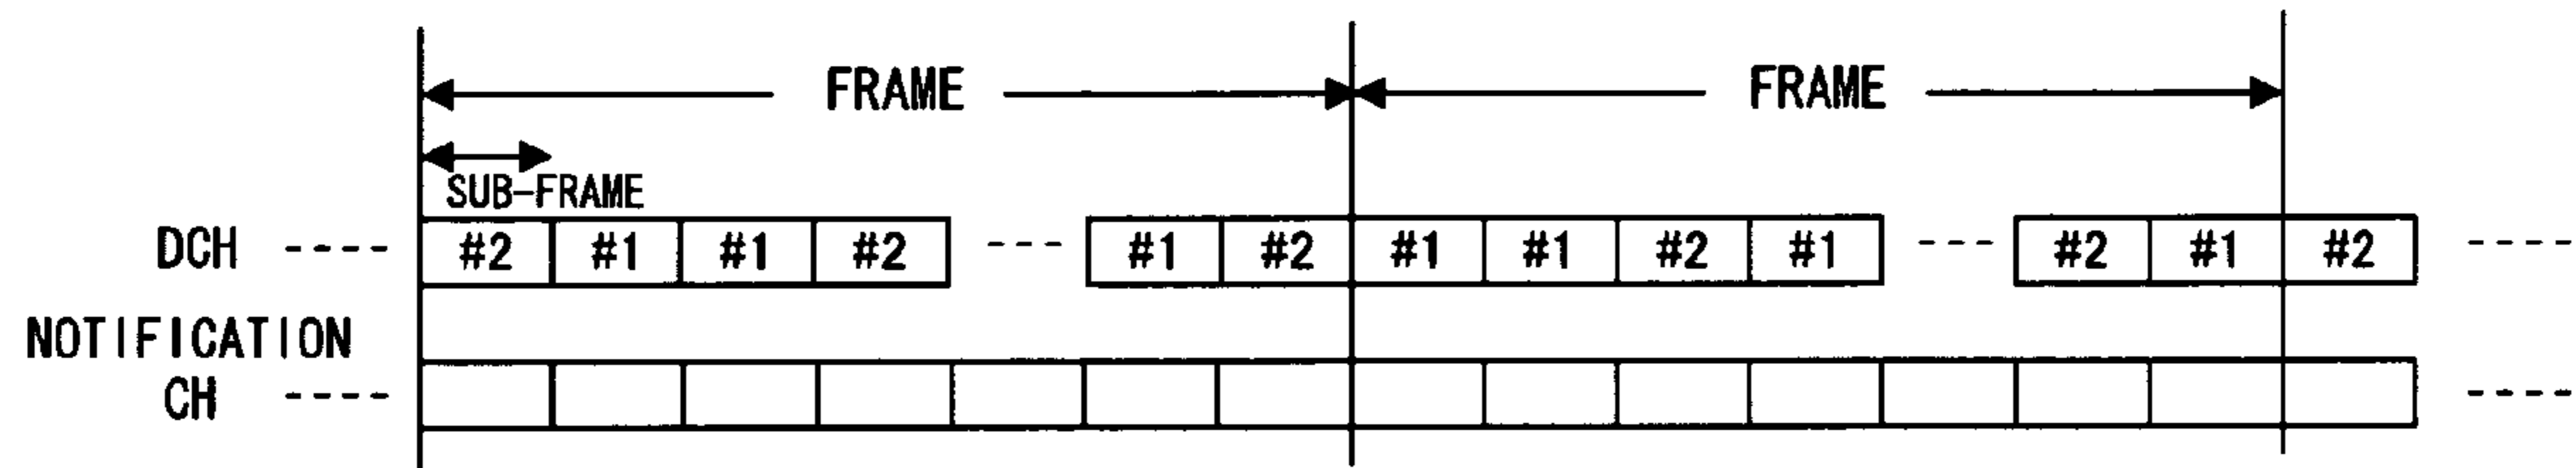 FRAME FRAME
SUB-FRAME
DCH ---- #2 #1 #1 #2 --- #1 #2 #1 #1 #2 #1 --- #2 #1 #2 ----
NOTIFICATION
CH ---- ----